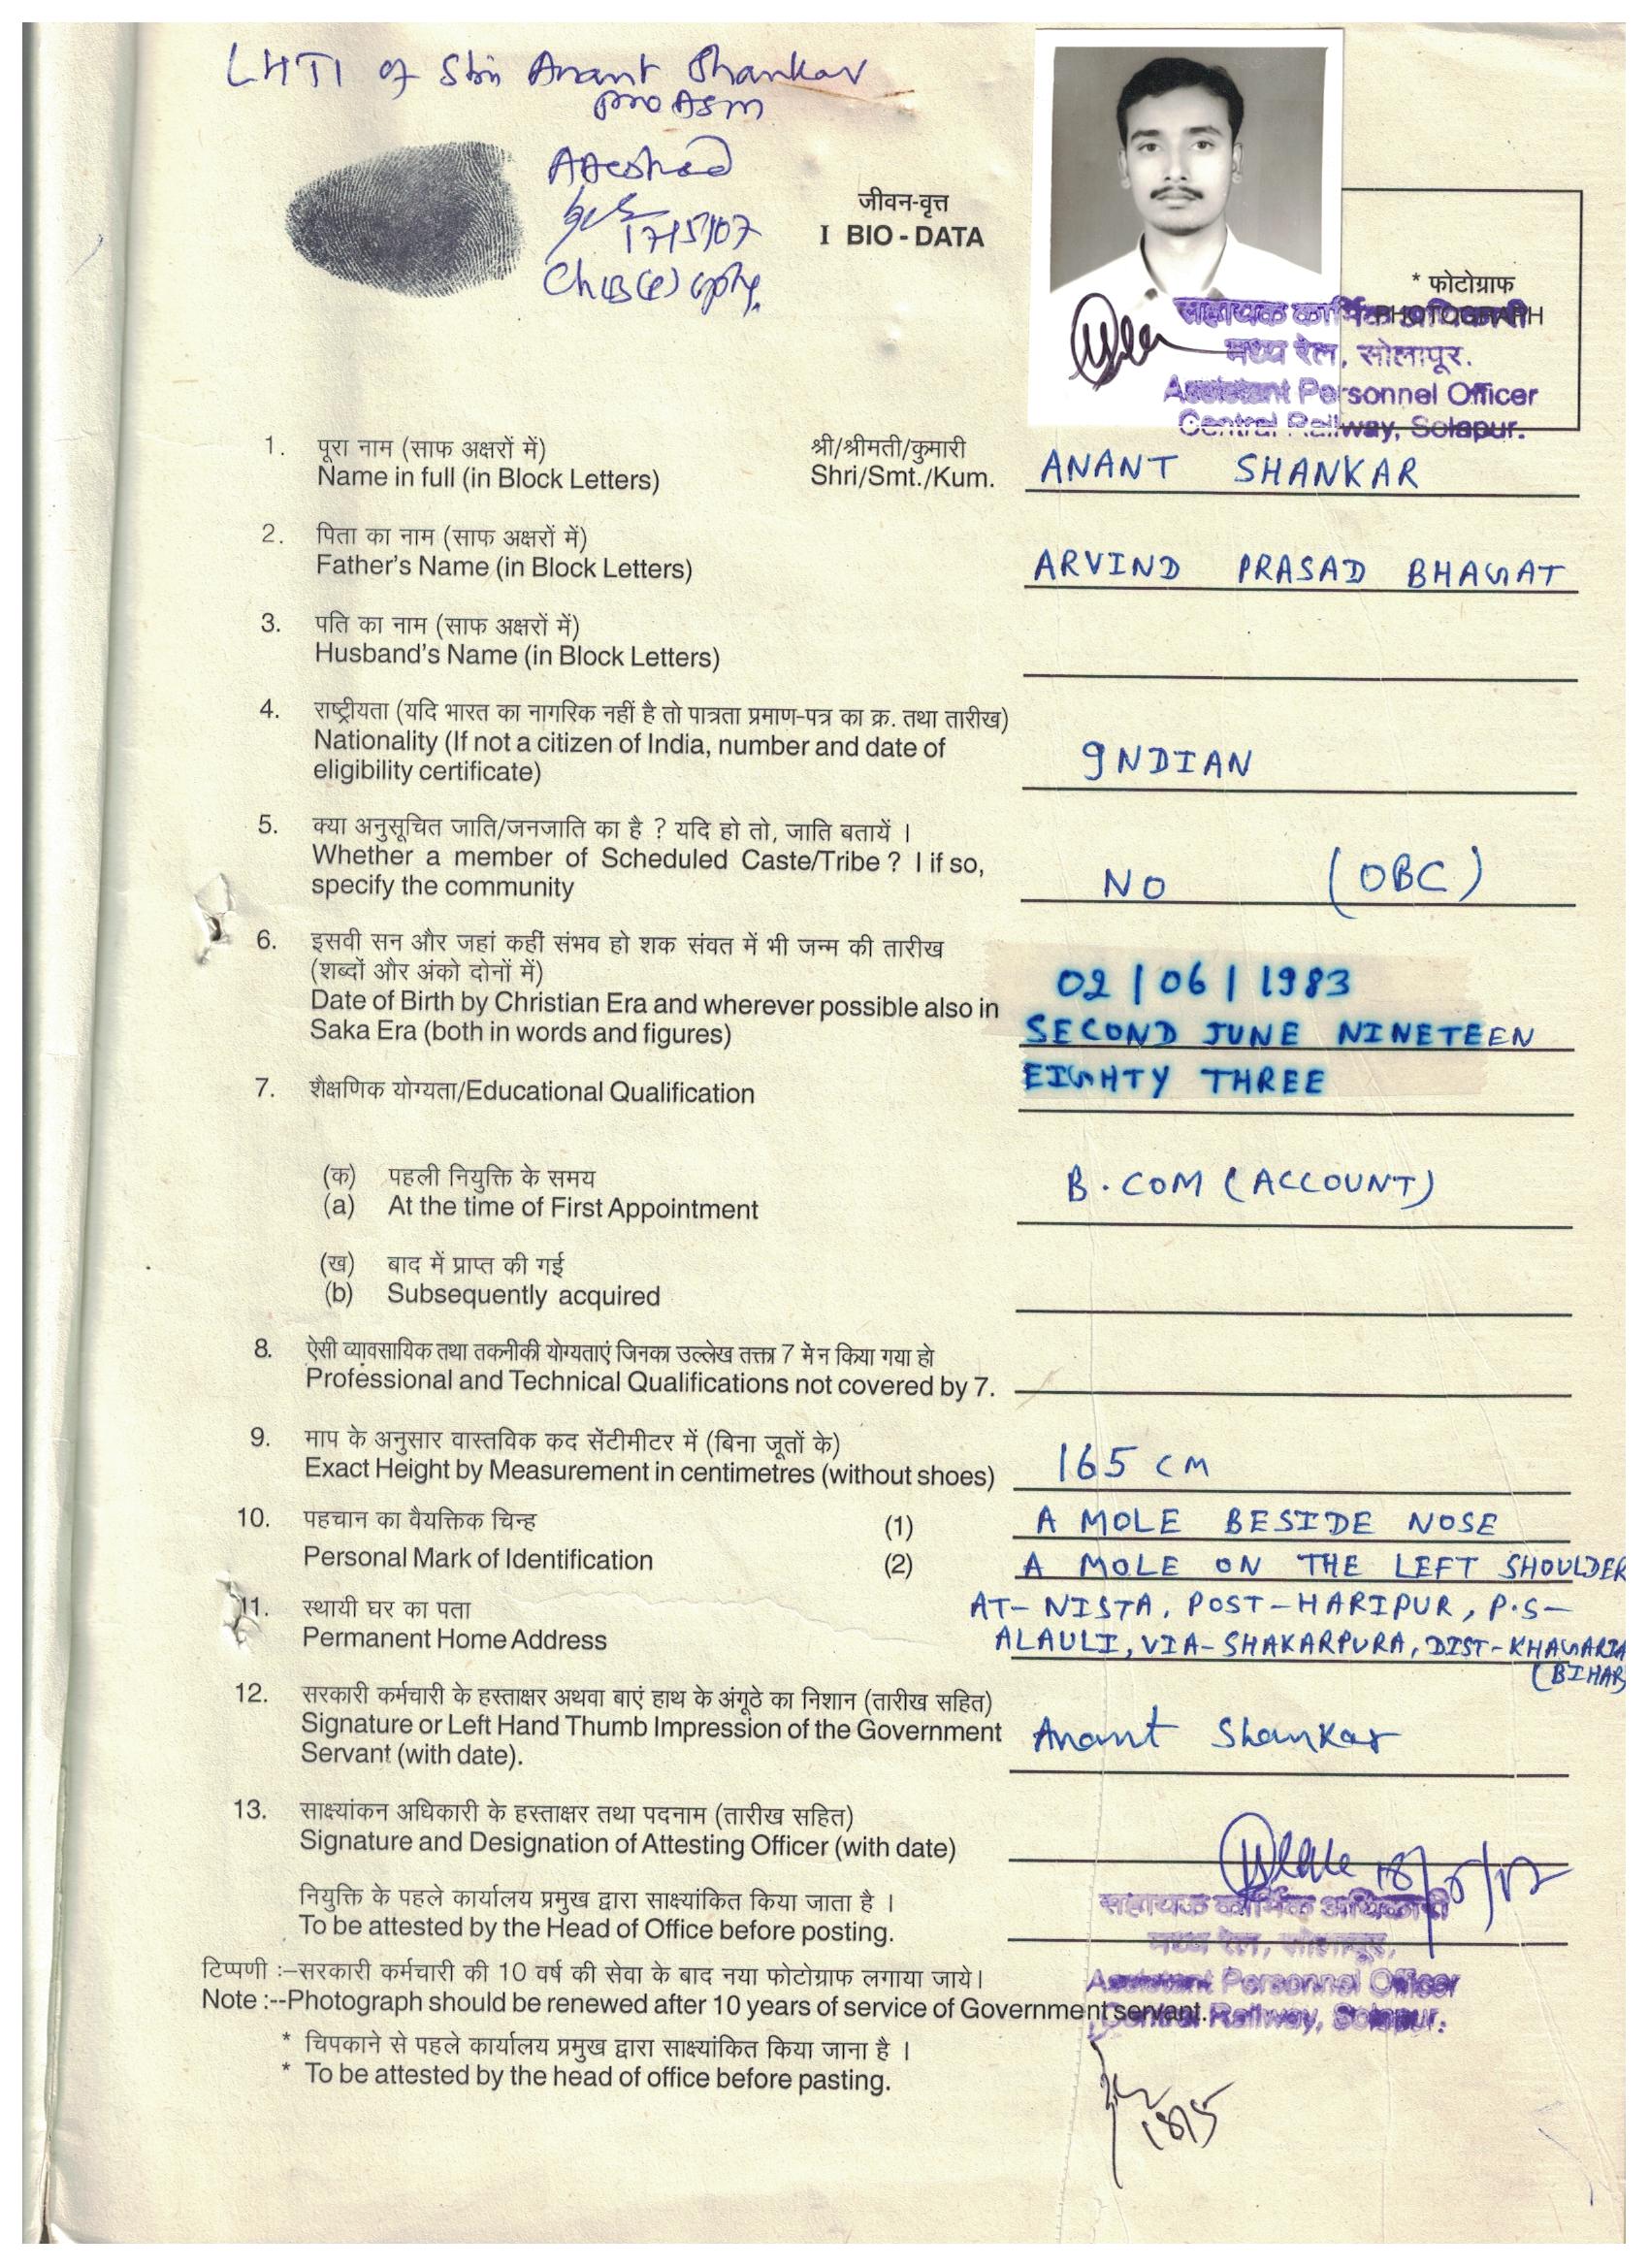 LHTI of Shri Anant Shankar
Pro ASM
Attested
17/5/07
जीवन-वृत्त
I BIO - DATA
* फोटोग्राफ
PHOTOGRAPH
सहायक कार्मिक अधिकारी
मध्य रेल, सोलापूर.
Assistant Personnel Officer
Central Railway, Solapur.
1. पूरा नाम (साफ अक्षरों में) श्री/श्रीमती/कुमारी
Name in full (in Block Letters) Shri/Smt./Kum. ANANT SHANKAR
2. पिता का नाम (साफ अक्षरों में)
Father's Name (in Block Letters) ARVIND PRASAD BHAGAT
3. पति का नाम (साफ अक्षरों में)
Husband's Name (in Block Letters)
4. राष्ट्रीयता (यदि भारत का नागरिक नहीं है तो पात्रता प्रमाण-पत्र का क्र. तथा तारीख)
Nationality (If not a citizen of India, number and date of
eligibility certificate) INDIAN
5. क्या अनुसूचित जाति/जनजाति का है ? यदि हो तो, जाति बतायें ।
Whether a member of Scheduled Caste/Tribe ? I if so,
specify the community NO (OBC)
6. इसवी सन और जहां कहीं संभव हो शक संवत में भी जन्म की तारीख
(शब्दों और अंको दोनों में) 02/06/1983
Date of Birth by Christian Era and wherever possible also in
Saka Era (both in words and figures) SECOND JUNE NINETEEN
EIGHTY THREE
7. शैक्षणिक योग्यता/Educational Qualification
(क) पहली नियुक्ति के समय
(a) At the time of First Appointment B.COM (ACCOUNT)
(ख) बाद में प्राप्त की गई
(b) Subsequently acquired
8. ऐसी व्यावसायिक तथा तकनीकी योग्यताएं जिनका उल्लेख तक्ता 7 में न किया गया हो
Professional and Technical Qualifications not covered by 7.
9. माप के अनुसार वास्तविक कद सेंटीमीटर में (बिना जूतों के)
Exact Height by Measurement in centimetres (without shoes) 165 CM
10. पहचान का वैयक्तिक चिन्ह (1) A MOLE BESIDE NOSE
Personal Mark of Identification (2) A MOLE ON THE LEFT SHOULDER
11. स्थायी घर का पता AT- NISTA, POST-HARIPUR, P.S-
Permanent Home Address ALAULI, VIA-SHAKARPURA, DIST-KHAGARIA
(BIHAR)
12. सरकारी कर्मचारी के हस्ताक्षर अथवा बाएं हाथ के अंगूठे का निशान (तारीख सहित)
Signature or Left Hand Thumb Impression of the Government Anant Shankar
Servant (with date).
13. साक्ष्यांकन अधिकारी के हस्ताक्षर तथा पदनाम (तारीख सहित)
Signature and Designation of Attesting Officer (with date) 18/5/07
नियुक्ति के पहले कार्यालय प्रमुख द्वारा साक्ष्यांकित किया जाता है ।
To be attested by the Head of Office before posting.
सहायक कार्मिक अधिकारी
मध्य रेल, सोलापूर.
Assistant Personnel Officer
Central Railway, Solapur.
टिप्पणी :–सरकारी कर्मचारी की 10 वर्ष की सेवा के बाद नया फोटोग्राफ लगाया जाये।
Note :--Photograph should be renewed after 10 years of service of Government servant.
* चिपकाने से पहले कार्यालय प्रमुख द्वारा साक्ष्यांकित किया जाना है ।
* To be attested by the head of office before pasting.
18/5